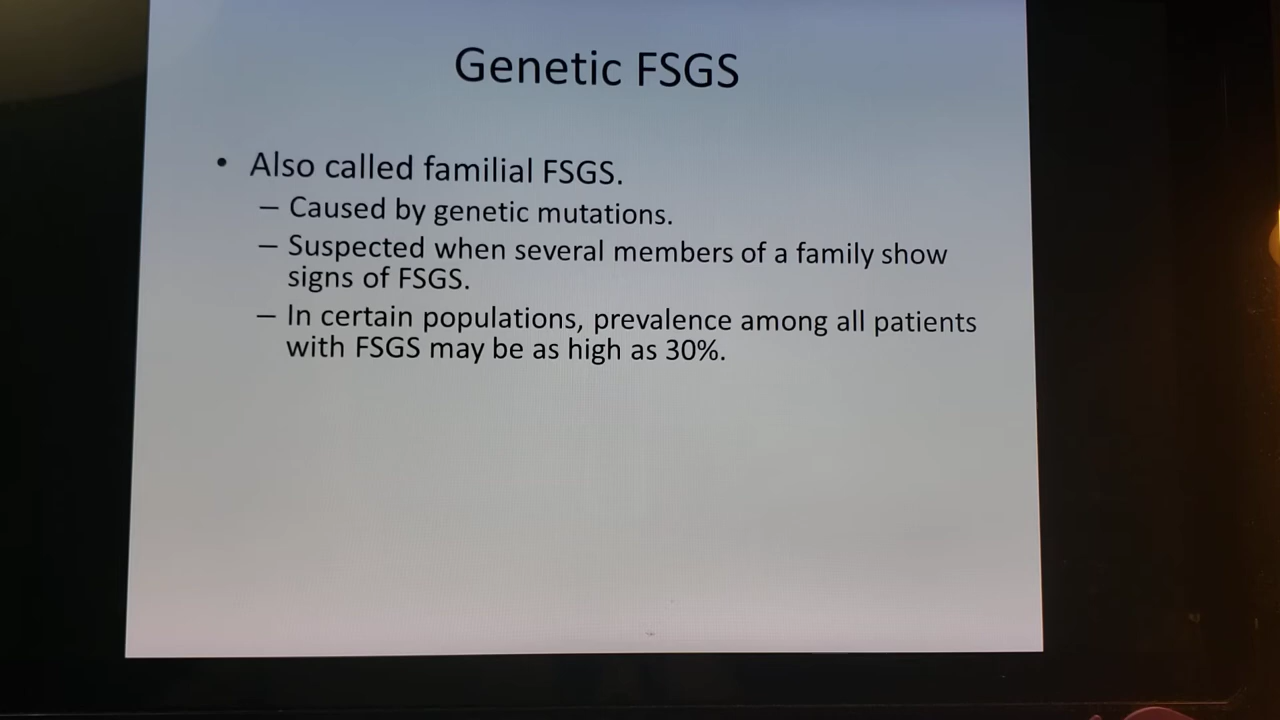 Genetic FSGS
• Also called familial FSGS.
– Caused by genetic mutations.
– Suspected when several members of a family show
signs of FSGS.
– In certain populations, prevalence among all patients
with FSGS may be as high as 30%.